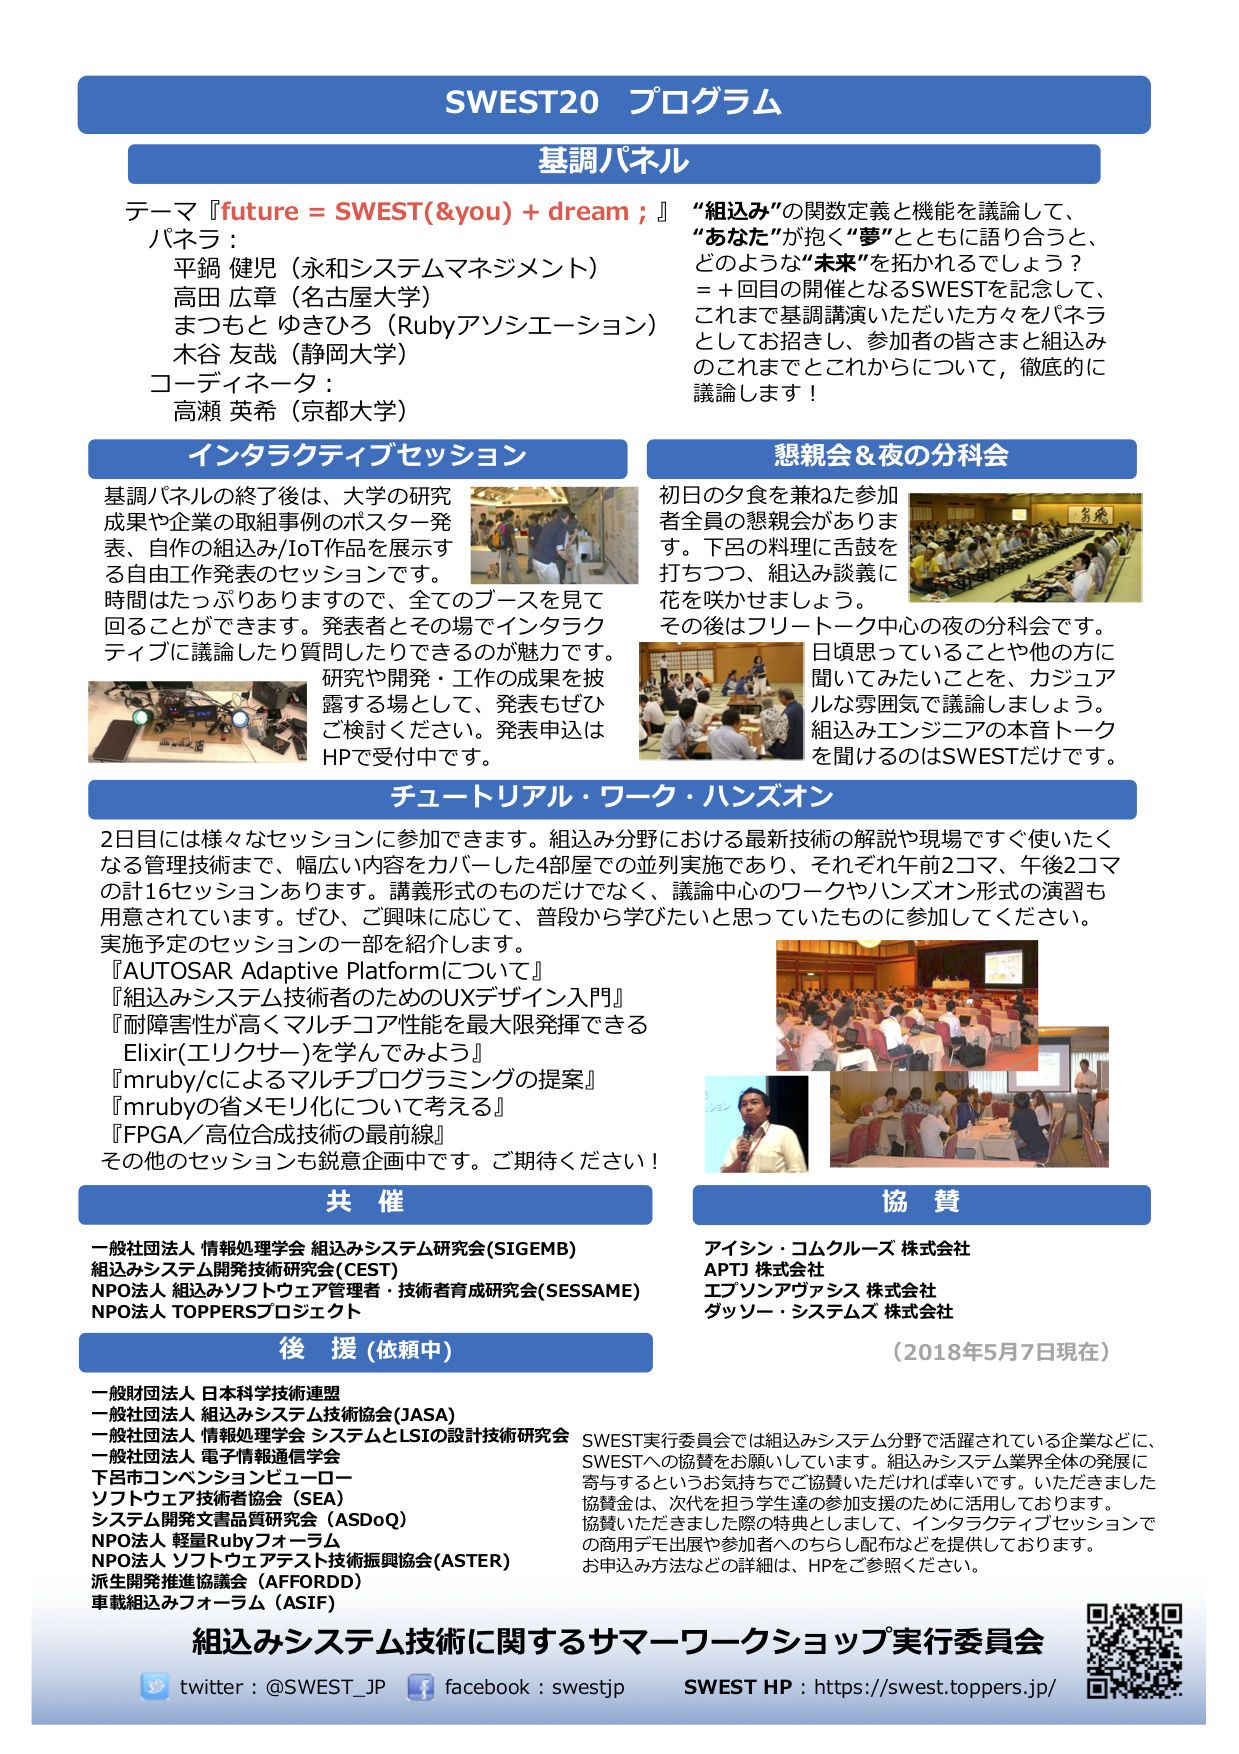 SWEST20 プログラム
基調パネル
テーマ『future = SWEST(&you) + dream ; 』
パネラ：
平鍋 健児（永和システムマネジメント）
高田 広章（名古屋大学）
まつもと ゆきひろ（Rubyアソシエーション）
木谷 友哉（静岡大学）
コーディネータ：
高瀬 英希（京都大学）
“組込み”の関数定義と機能を議論して、
“あなた”が抱く“夢”とともに語り合うと、
どのような“未来”を拓かれるでしょう？
＝＋回目の開催となるSWESTを記念して、
これまで基調講演いただいた方々をパネラ
としてお招きし、参加者の皆さまと組込み
のこれまでとこれからについて，徹底的に
議論します！
インタラクティブセッション
基調パネルの終了後は、大学の研究
成果や企業の取組事例のポスター発
表、自作の組込み/IoT作品を展示す
る自由工作発表のセッションです。
時間はたっぷりありますので、全てのブースを見て
回ることができます。発表者とその場でインタラク
ティブに議論したり質問したりできるのが魅力です。
研究や開発・工作の成果を披
露する場として、発表もぜひ
ご検討ください。発表申込は
HPで受付中です。
懇親会＆夜の分科会
初日の夕食を兼ねた参加
者全員の懇親会がありま
す。下呂の料理に舌鼓を
打ちつつ、組込み談義に
花を咲かせましょう。
その後はフリートーク中心の夜の分科会です。
日頃思っていることや他の方に
聞いてみたいことを、カジュア
ルな雰囲気で議論しましょう。
組込みエンジニアの本音トーク
を聞けるのはSWESTだけです。
チュートリアル・ワーク・ハンズオン
2日目には様々なセッションに参加できます。組込み分野における最新技術の解説や現場ですぐ使いたく
なる管理技術まで、幅広い内容をカバーした4部屋での並列実施であり、それぞれ午前2コマ、午後2コマ
の計16セッションあります。講義形式のものだけでなく、議論中心のワークやハンズオン形式の演習も
用意されています。ぜひ、ご興味に応じて、普段から学びたいと思っていたものに参加してください。
実施予定のセッションの一部を紹介します。
『AUTOSAR Adaptive Platformについて』
『組込みシステム技術者のためのUXデザイン入門』
『耐障害性が高くマルチコア性能を最大限発揮できる
Elixir(エリクサー)を学んでみよう』
『mruby/cによるマルチプログラミングの提案』
『mrubyの省メモリ化について考える』
『FPGA／高位合成技術の最前線』
その他のセッションも鋭意企画中です。ご期待ください！
共 催
一般社団法人 情報処理学会 組込みシステム研究会(SIGEMB)
組込みシステム開発技術研究会(CEST)
NPO法人 組込みソフトウェア管理者・技術者育成研究会(SESSAME)
NPO法人 TOPPERSプロジェクト
協 賛
アイシン・コムクルーズ 株式会社
APTJ 株式会社
エプソンアヴァシス 株式会社
ダッソー・システムズ 株式会社
（2018年5月7日現在）
後 援 (依頼中)
一般財団法人 日本科学技術連盟
一般社団法人 組込みシステム技術協会(JASA)
一般社団法人 情報処理学会 システムとLSIの設計技術研究会
一般社団法人 電子情報通信学会
下呂市コンベンションビューロー
ソフトウェア技術者協会（SEA）
システム開発文書品質研究会（ASDoQ）
NPO法人 軽量Rubyフォーラム
NPO法人 ソフトウェアテスト技術振興協会(ASTER)
派生開発推進協議会（AFFORDD）
車載組込みフォーラム（ASIF）
SWEST実行委員会では組込みシステム分野で活躍されている企業などに、
SWESTへの協賛をお願いしています。組込みシステム業界全体の発展に
寄与するというお気持ちでご協賛いただければ幸いです。いただきました
協賛金は、次代を担う学生達の参加支援のために活用しております。
協賛いただきました際の特典としまして、インタラクティブセッションで
の商用デモ出展や参加者へのちらし配布などを提供しております。
お申込み方法などの詳細は、HPをご参照ください。
組込みシステム技術に関するサマーワークショップ実行委員会
twitter : @SWEST_JP facebook : swestjp SWEST HP : https://swest.toppers.jp/